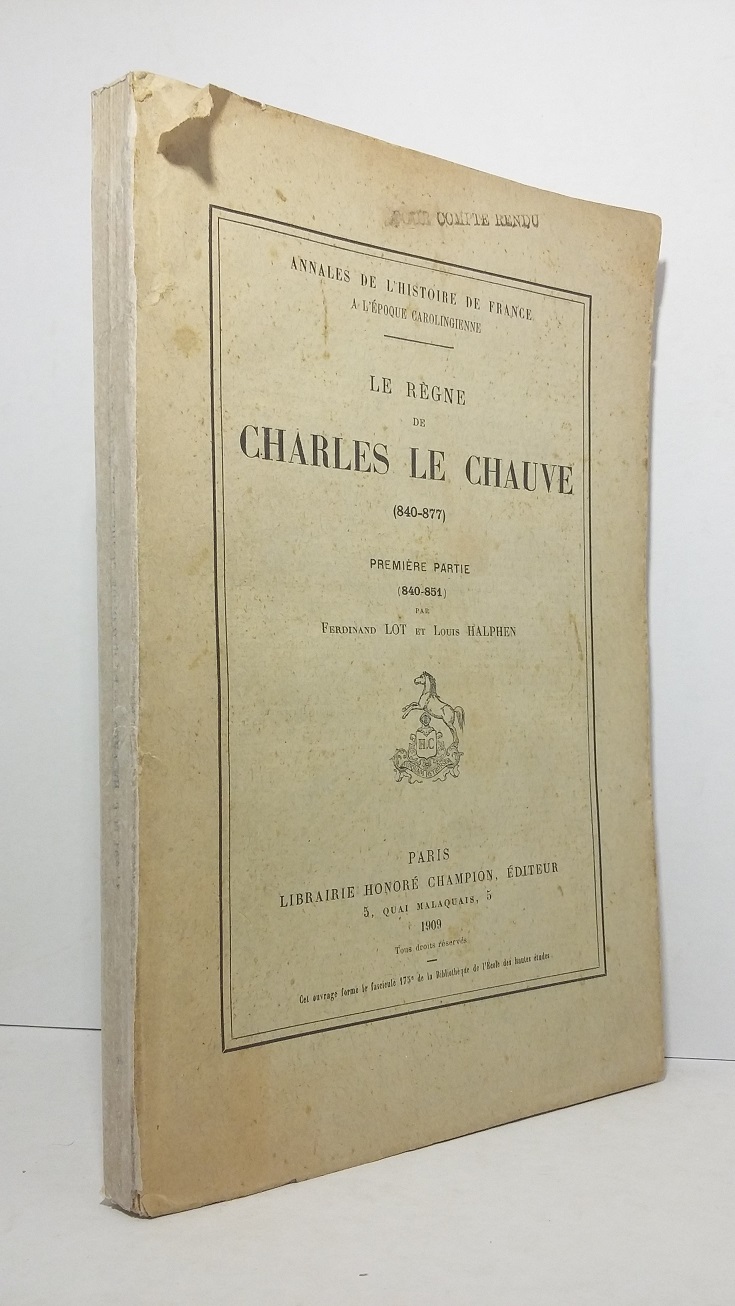 POUR COMPTE RENDU
ANNALES DE L'HISTOIRE DE FRANCE
A L'ÉPOQUE CAROLINGIENNE
LE RÈGNE
DE
CHARLES LE CHAUVE
(840-877)
PREMIÈRE PARTIE
(840-851)
PAR
FERDINAND LOT ET LOUIS HALPHEN
H.C
PARIS
LIBRAIRIE HONORÉ CHAMPION, ÉDITEUR
5, QUAI MALAQUAIS, 5
1909
Tous droits réservés
Cet ouvrage forme le fascicule 175e de la Bibliothèque de l'École des hautes études